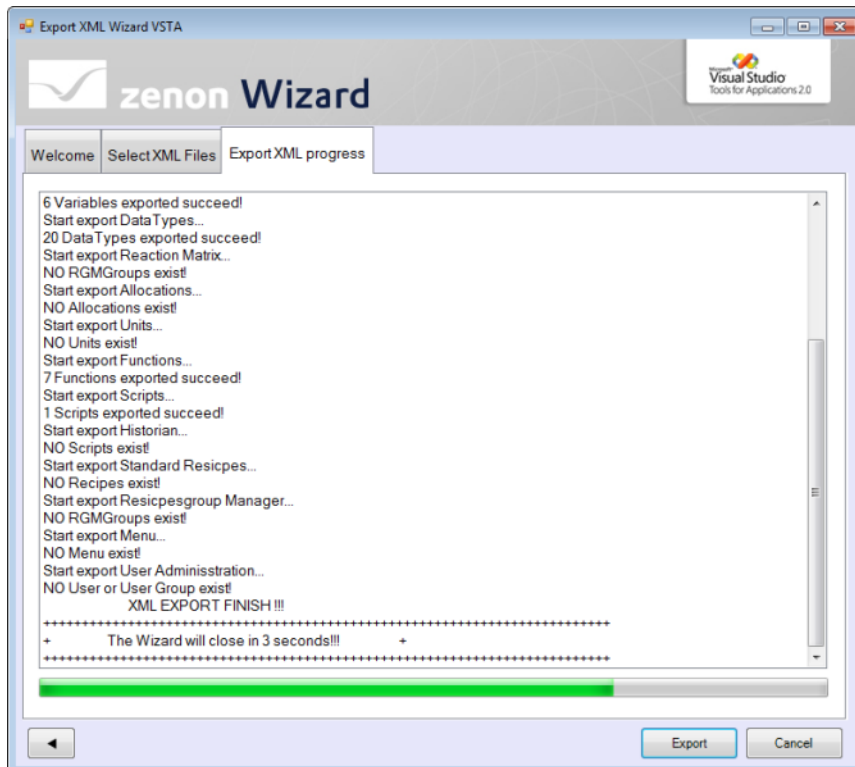 Export XML Wizard VSTA
zenon Wizard
Microsoft
Visual Studio
Tools for Applications 2.0
Welcome
Select XML Files
Export XML progress
6 Variables exported succeed!
Start export DataTypes...
20 DataTypes exported succeed!
Start export Reaction Matrix...
NO RGMGroups exist!
Start export Allocations...
NO Allocations exist!
Start export Units...
NO Units exist!
Start export Functions...
7 Functions exported succeed!
Start export Scripts...
1 Scripts exported succeed!
Start export Historian...
NO Scripts exist!
Start export Standard Resicpes...
NO Recipes exist!
Start export Resicpesgroup Manager...
NO RGMGroups exist!
Start export Menu...
NO Menu exist!
Start export User Adminisstration...
NO User or User Group exist!
XML EXPORT FINISH !!!
+++++++++++++++++++++++++++++++++++++++++++++++++++++++++++++++++++++++++
+ The Wizard will close in 3 seconds!!! +
+++++++++++++++++++++++++++++++++++++++++++++++++++++++++++++++++++++++++
Export
Cancel